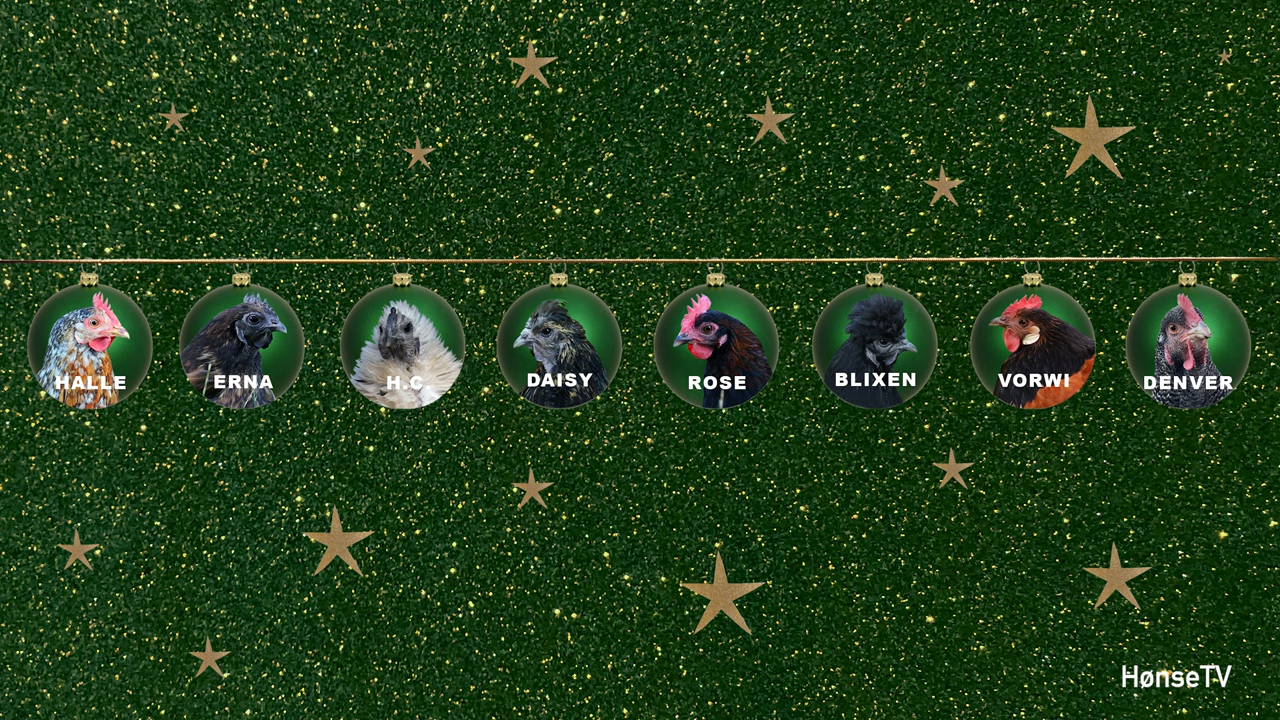 HALLE
ERNA
H.C.
DAISY
ROSE
BLIXEN
VORWI
DENVER
HønseTV